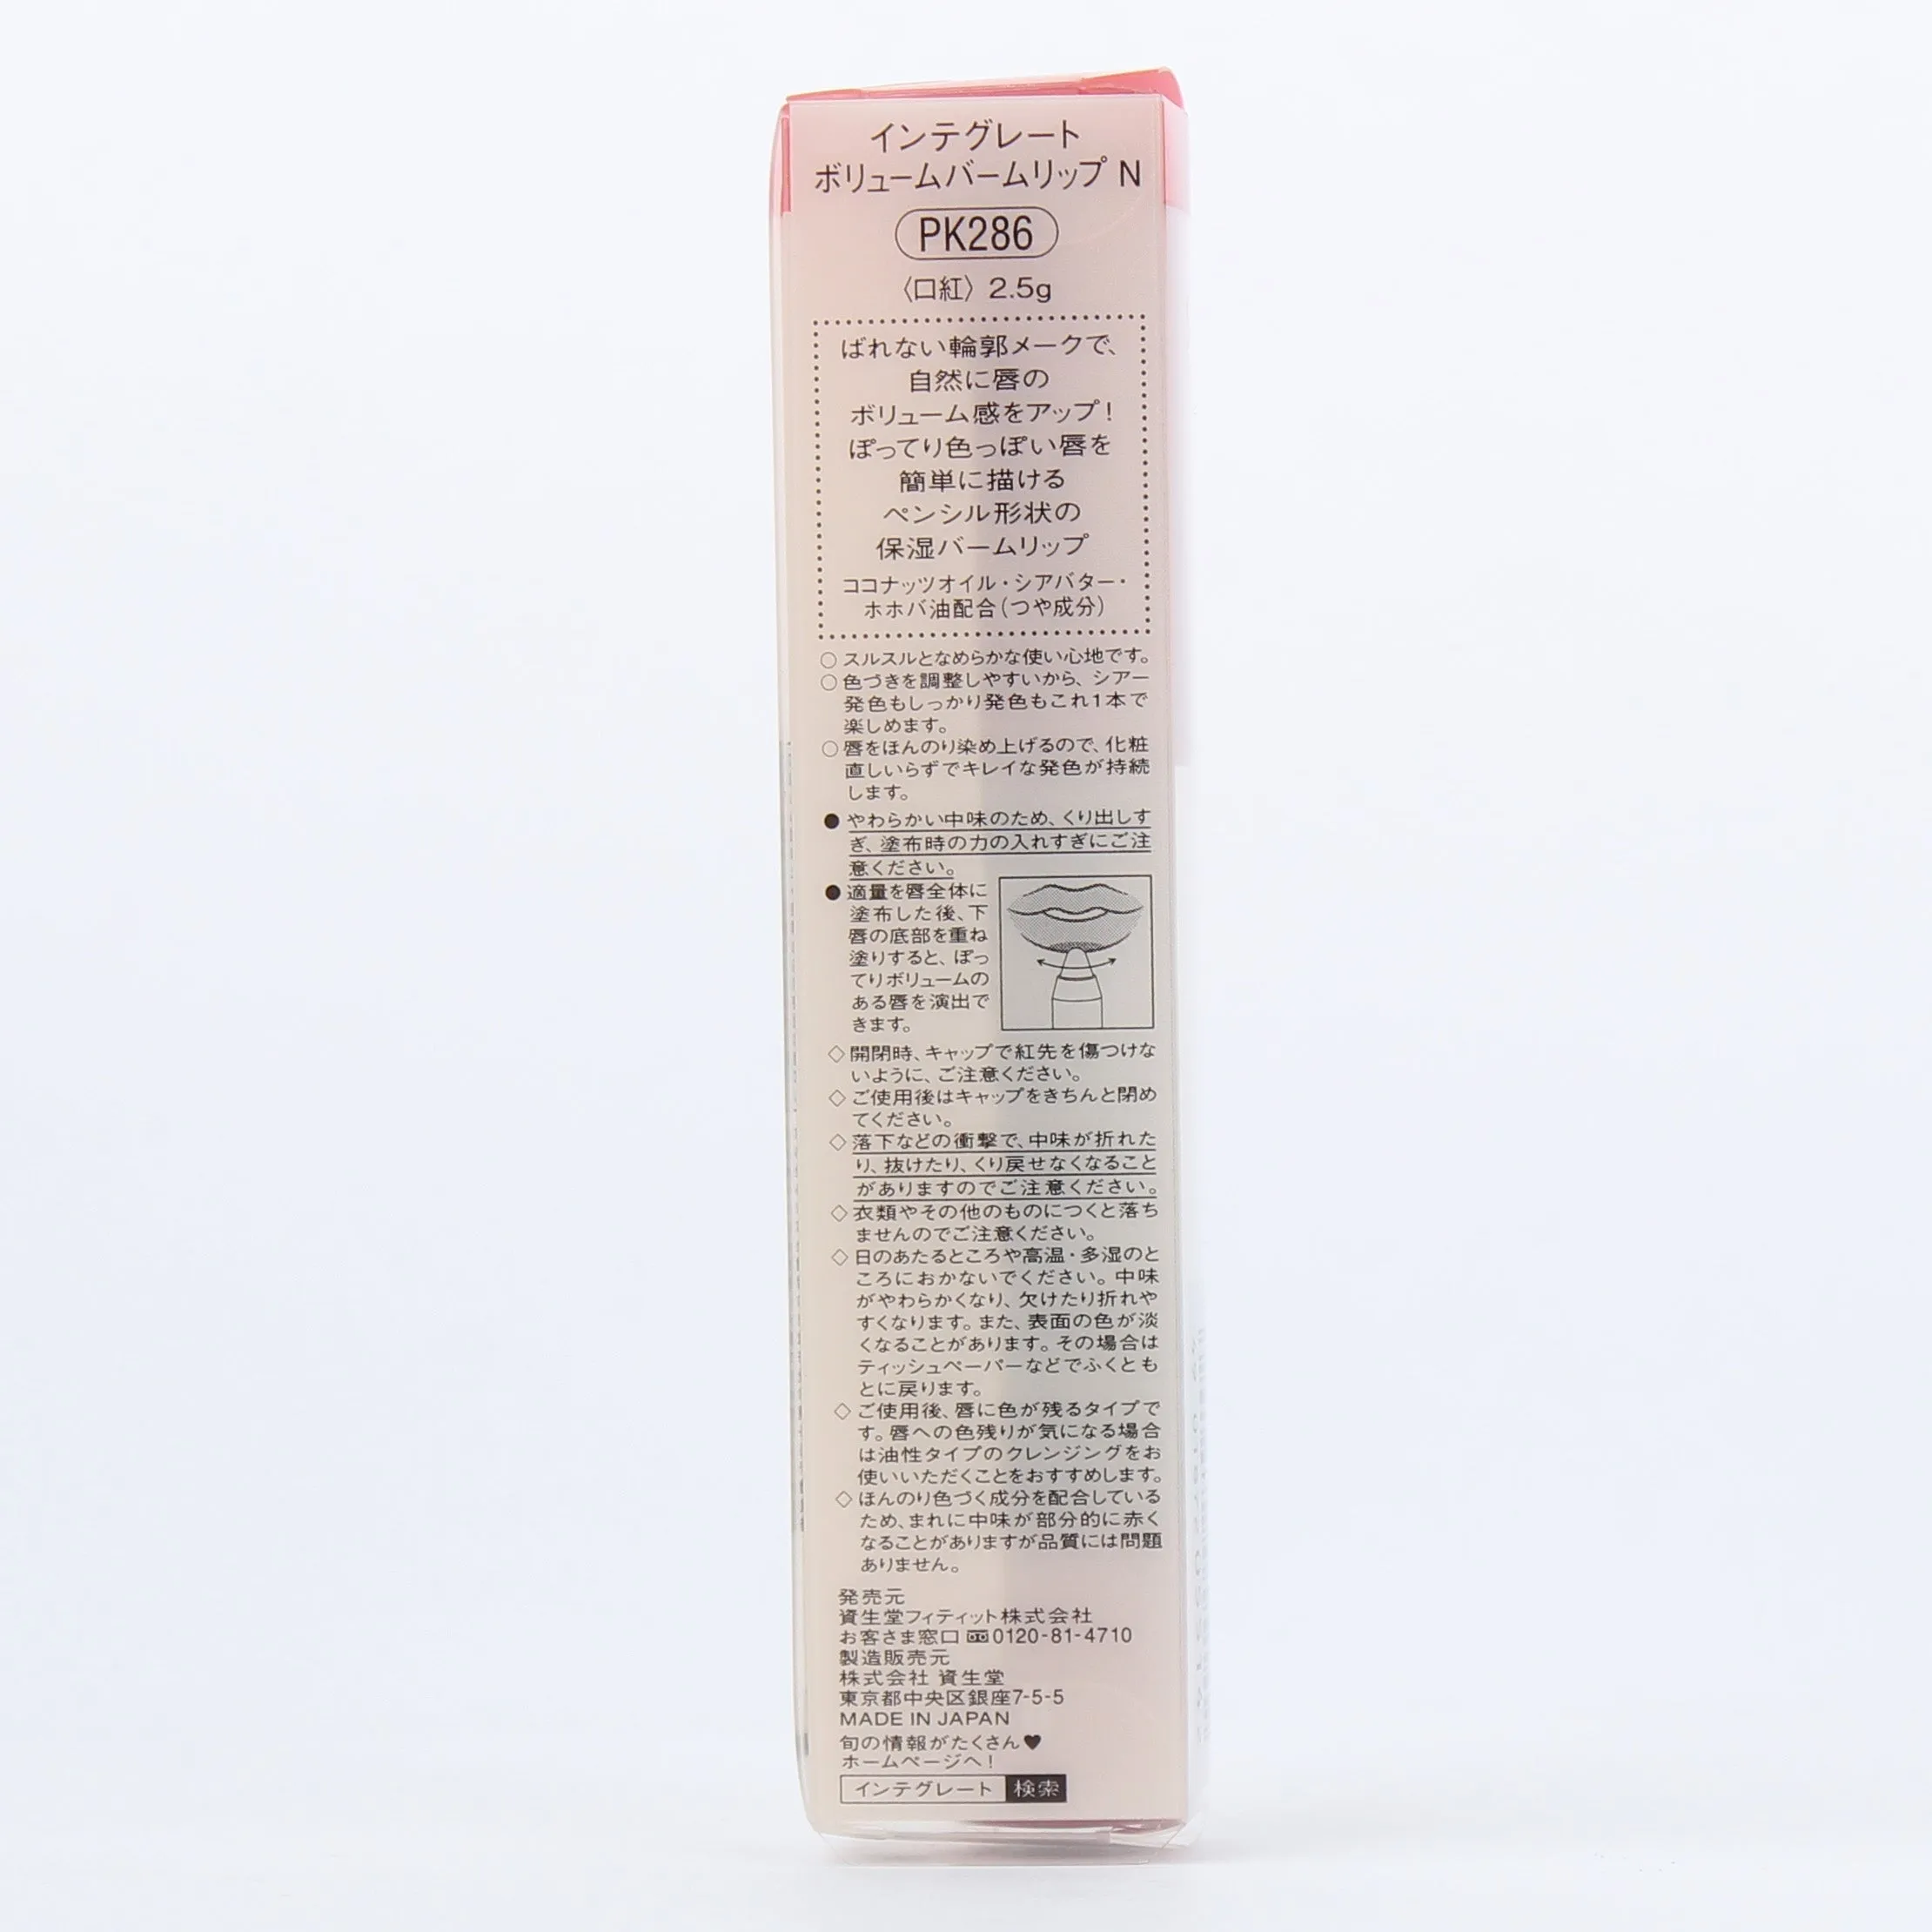 インテグレート
ボリュームバームリップ N
PK286
〈口紅〉 2.5g
ばれない輪郭メークで、
自然に唇の
ボリューム感をアップ!
ぽってり色っぽい唇を
簡単に描ける
ペンシル形状の
保湿バームリップ
ココナッツオイル・シアバター・
ホホバ油配合(つや成分)
○スルスルとなめらかな使い心地です。
○色づきを調整しやすいから、シアー
発色もしっかり発色もこれ1本で
楽しめます。
○唇をほんのり染め上げるので、化粧
直しいらずでキレイな発色が持続
します。
●やわらかい中味のため、くり出しす
ぎ、塗布時の力の入れすぎにご注
意ください。
●適量を唇全体に
塗布した後、下
唇の底部を重ね
塗りすると、ぽっ
てりボリュームの
ある唇を演出で
きます。
◇開閉時、キャップで紅先を傷つけな
いように、ご注意ください。
◇ご使用後はキャップをきちんと閉め
てください。
◇落下などの衝撃で、中味が折れた
り、抜けたり、くり戻せなくなること
がありますのでご注意ください。
◇衣類やその他のものにつくと落ち
ませんのでご注意ください。
◇日のあたるところや高温・多湿のと
ころにおかないでください。中味
がやわらかくなり、欠けたり折れや
すくなります。また、表面の色が淡
くなることがあります。その場合は
ティッシュペーパーなどでふくとも
とに戻ります。
◇ご使用後、唇に色が残るタイプで
す。唇への色残りが気になる場合
は油性タイプのクレンジングをお
使いいただくことをおすすめします。
◇ほんのり色づく成分を配合している
ため、まれに中味が部分的に赤く
なることがありますが品質には問題
ありません。
発売元
資生堂フィティット株式会社
お客さま窓口 0120-81-4710
製造販売元
株式会社 資生堂
東京都中央区銀座7-5-5
MADE IN JAPAN
旬の情報がたくさん♥
ホームページへ!
インテグレート 検索